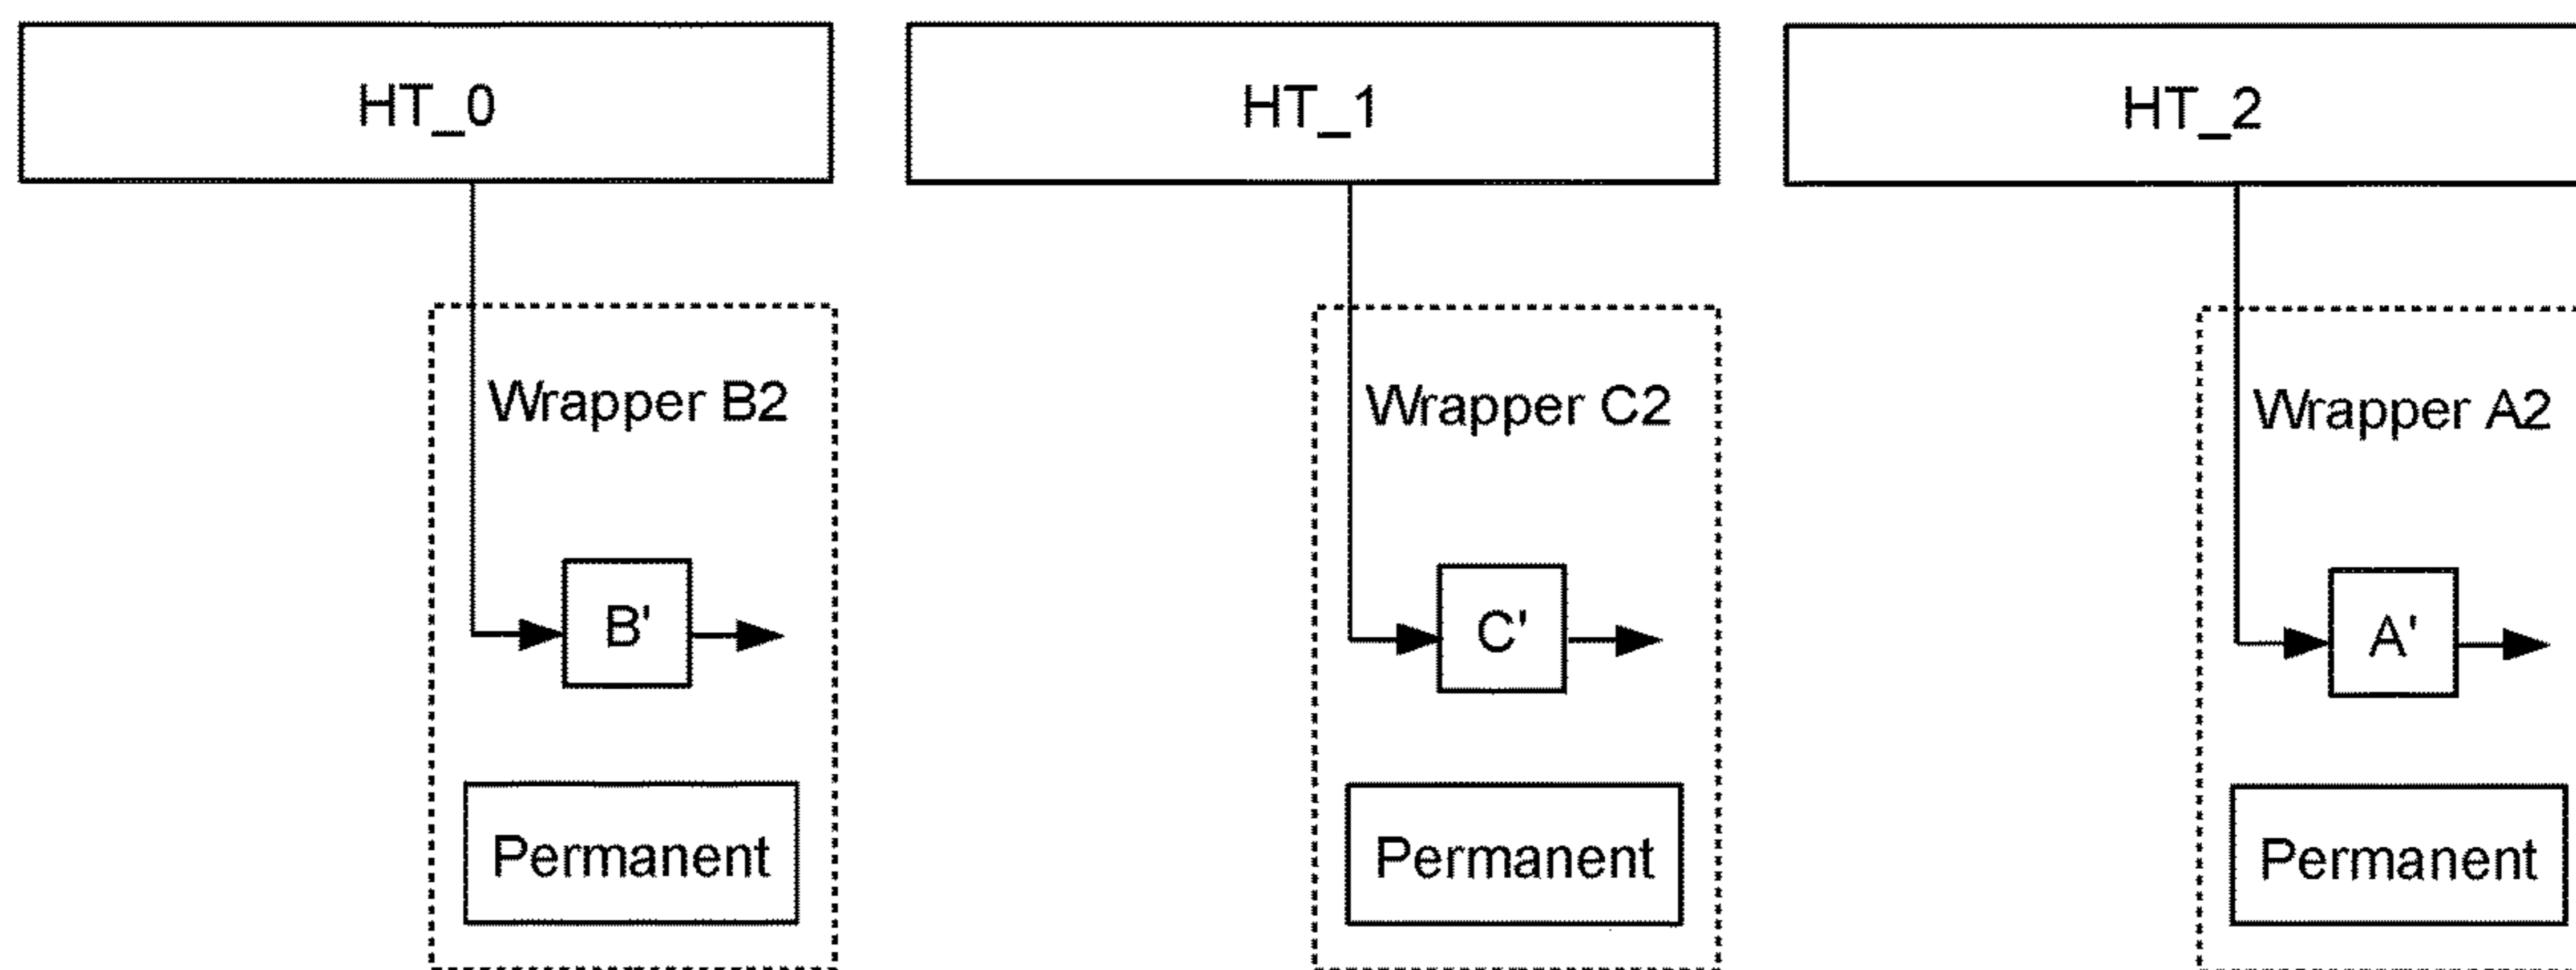 HT_0
HT_1
HT_2
Wrapper B2
Wrapper C2
Wrapper A2
B'
C'
A'
Permanent
Permanent
Permanent